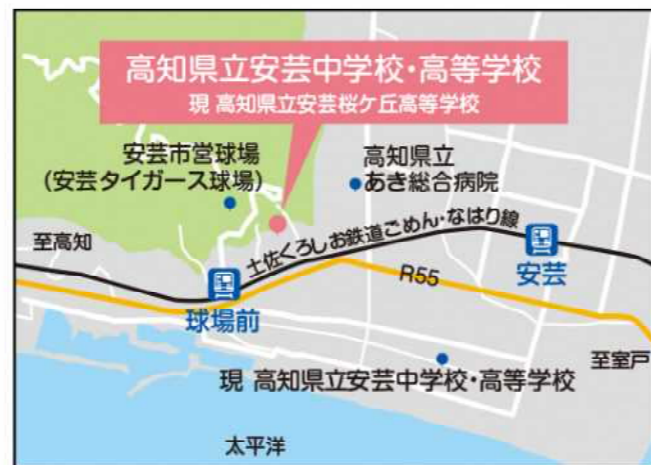 高知県立安芸中学校・高等学校
現 高知県立安芸桜ケ丘高等学校
安芸市営球場
(安芸タイガース球場)
高知県立
あき総合病院
至高知
土佐くろしお鉄道ごめん・なはり線
安芸
R55
球場前
至室戸
現 高知県立安芸中学校・高等学校
太平洋